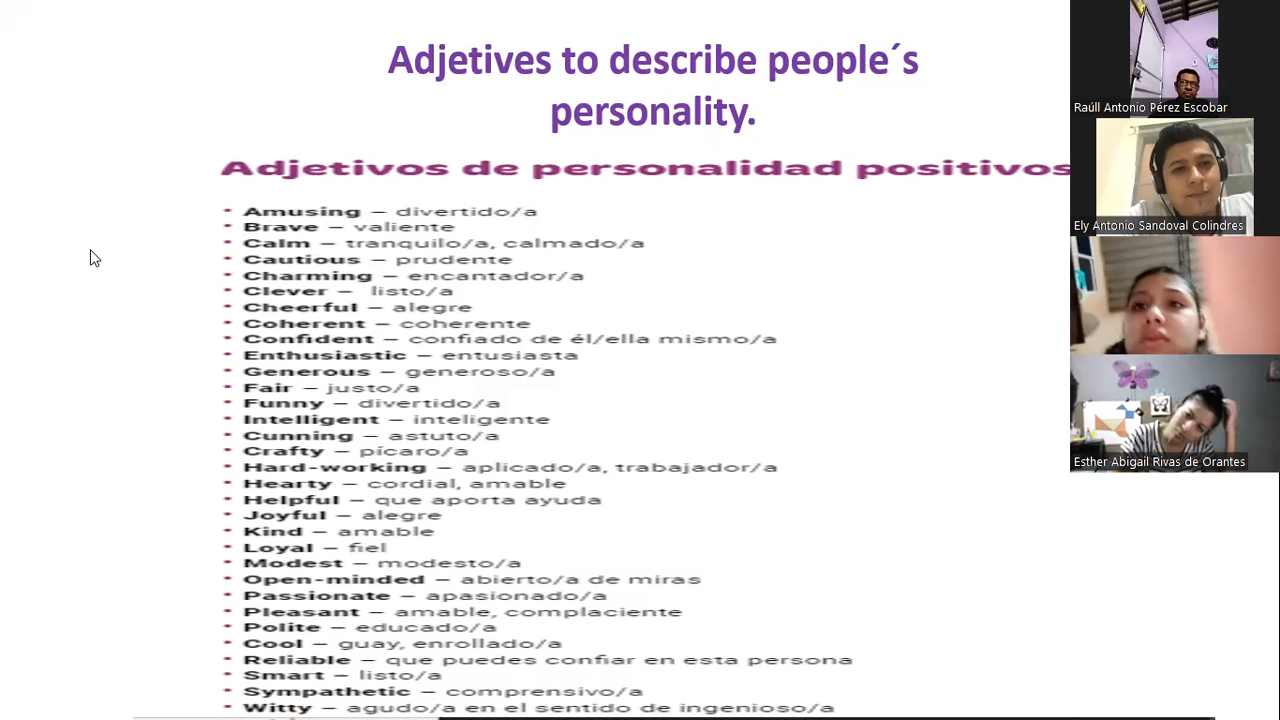 Adjetives to describe people´s
personality.
Adjetivos de personalidad positivos
• Amusing – divertido/a
• Brave – valiente
• Calm – tranquilo/a, calmado/a
• Cautious – prudente
• Charming – encantador/a
• Clever – listo/a
• Cheerful – alegre
• Coherent – coherente
• Confident – confiado de él/ella mismo/a
• Enthusiastic – entusiasta
• Generous – generoso/a
• Fair – justo/a
• Funny – divertido/a
• Intelligent – inteligente
• Cunning – astuto/a
• Crafty – pícaro/a
• Hard-working – aplicado/a, trabajador/a
• Hearty – cordial, amable
• Helpful – que aporta ayuda
• Joyful – alegre
• Kind – amable
• Loyal – fiel
• Modest – modesto/a
• Open-minded – abierto/a de miras
• Passionate – apasionado/a
• Pleasant – amable, complaciente
• Polite – educado/a
• Cool – guay, enrollado/a
• Reliable – que puedes confiar en esta persona
• Smart – listo/a
• Sympathetic – comprensivo/a
• Witty – agudo/a en el sentido de ingenioso/a
Raúll Antonio Pérez Escobar
Ely Antonio Sandoval Colindres
Esther Abigail Rivas de Orantes